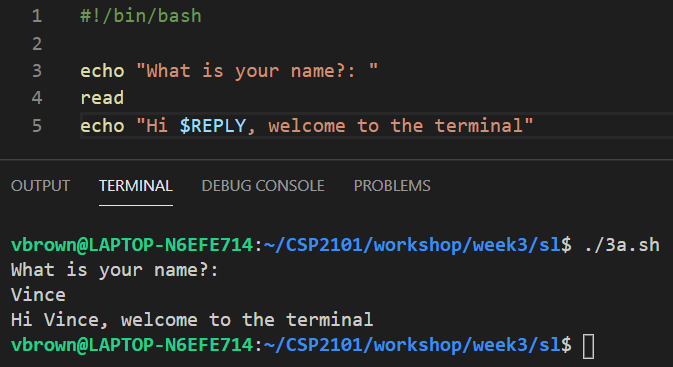 1 #!/bin/bash
2
3 echo "What is your name?: "
4 read
5 echo "Hi $REPLY, welcome to the terminal"
OUTPUT TERMINAL DEBUG CONSOLE PROBLEMS
vbrown@LAPTOP-N6EFE714:~/CSP2101/workshop/week3/sl$ ./3a.sh
What is your name?:
Vince
Hi Vince, welcome to the terminal
vbrown@LAPTOP-N6EFE714:~/CSP2101/workshop/week3/sl$